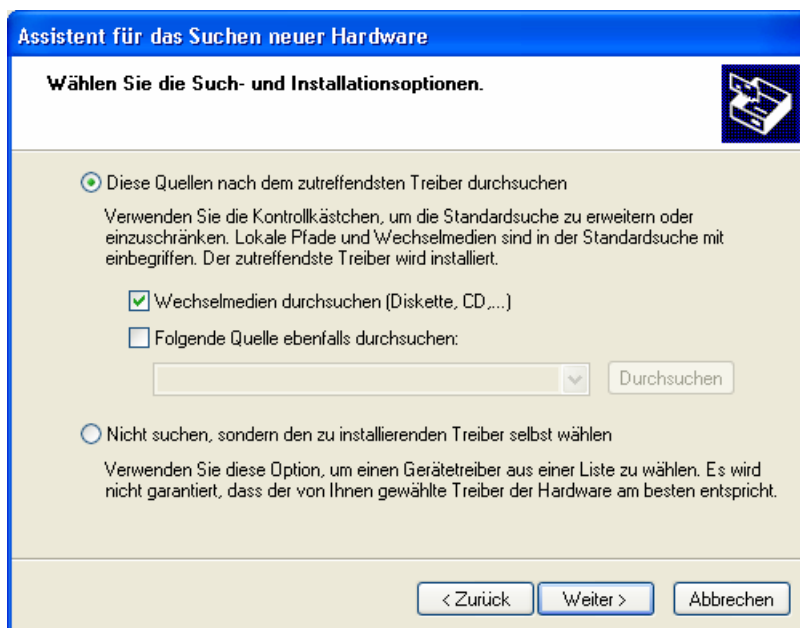 Assistent für das Suchen neuer Hardware
Wählen Sie die Such- und Installationsoptionen.
Diese Quellen nach dem zutreffendsten Treiber durchsuchen
Verwenden Sie die Kontrollkästchen, um die Standardsuche zu erweitern oder
einzuschränken. Lokale Pfade und Wechselmedien sind in der Standardsuche mit
einbegriffen. Der zutreffendste Treiber wird installiert.
Wechselmedien durchsuchen (Diskette, CD,...)
Folgende Quelle ebenfalls durchsuchen:
Durchsuchen
Nicht suchen, sondern den zu installierenden Treiber selbst wählen
Verwenden Sie diese Option, um einen Gerätetreiber aus einer Liste zu wählen. Es wird
nicht garantiert, dass der von Ihnen gewählte Treiber der Hardware am besten entspricht.
< Zurück Weiter > Abbrechen